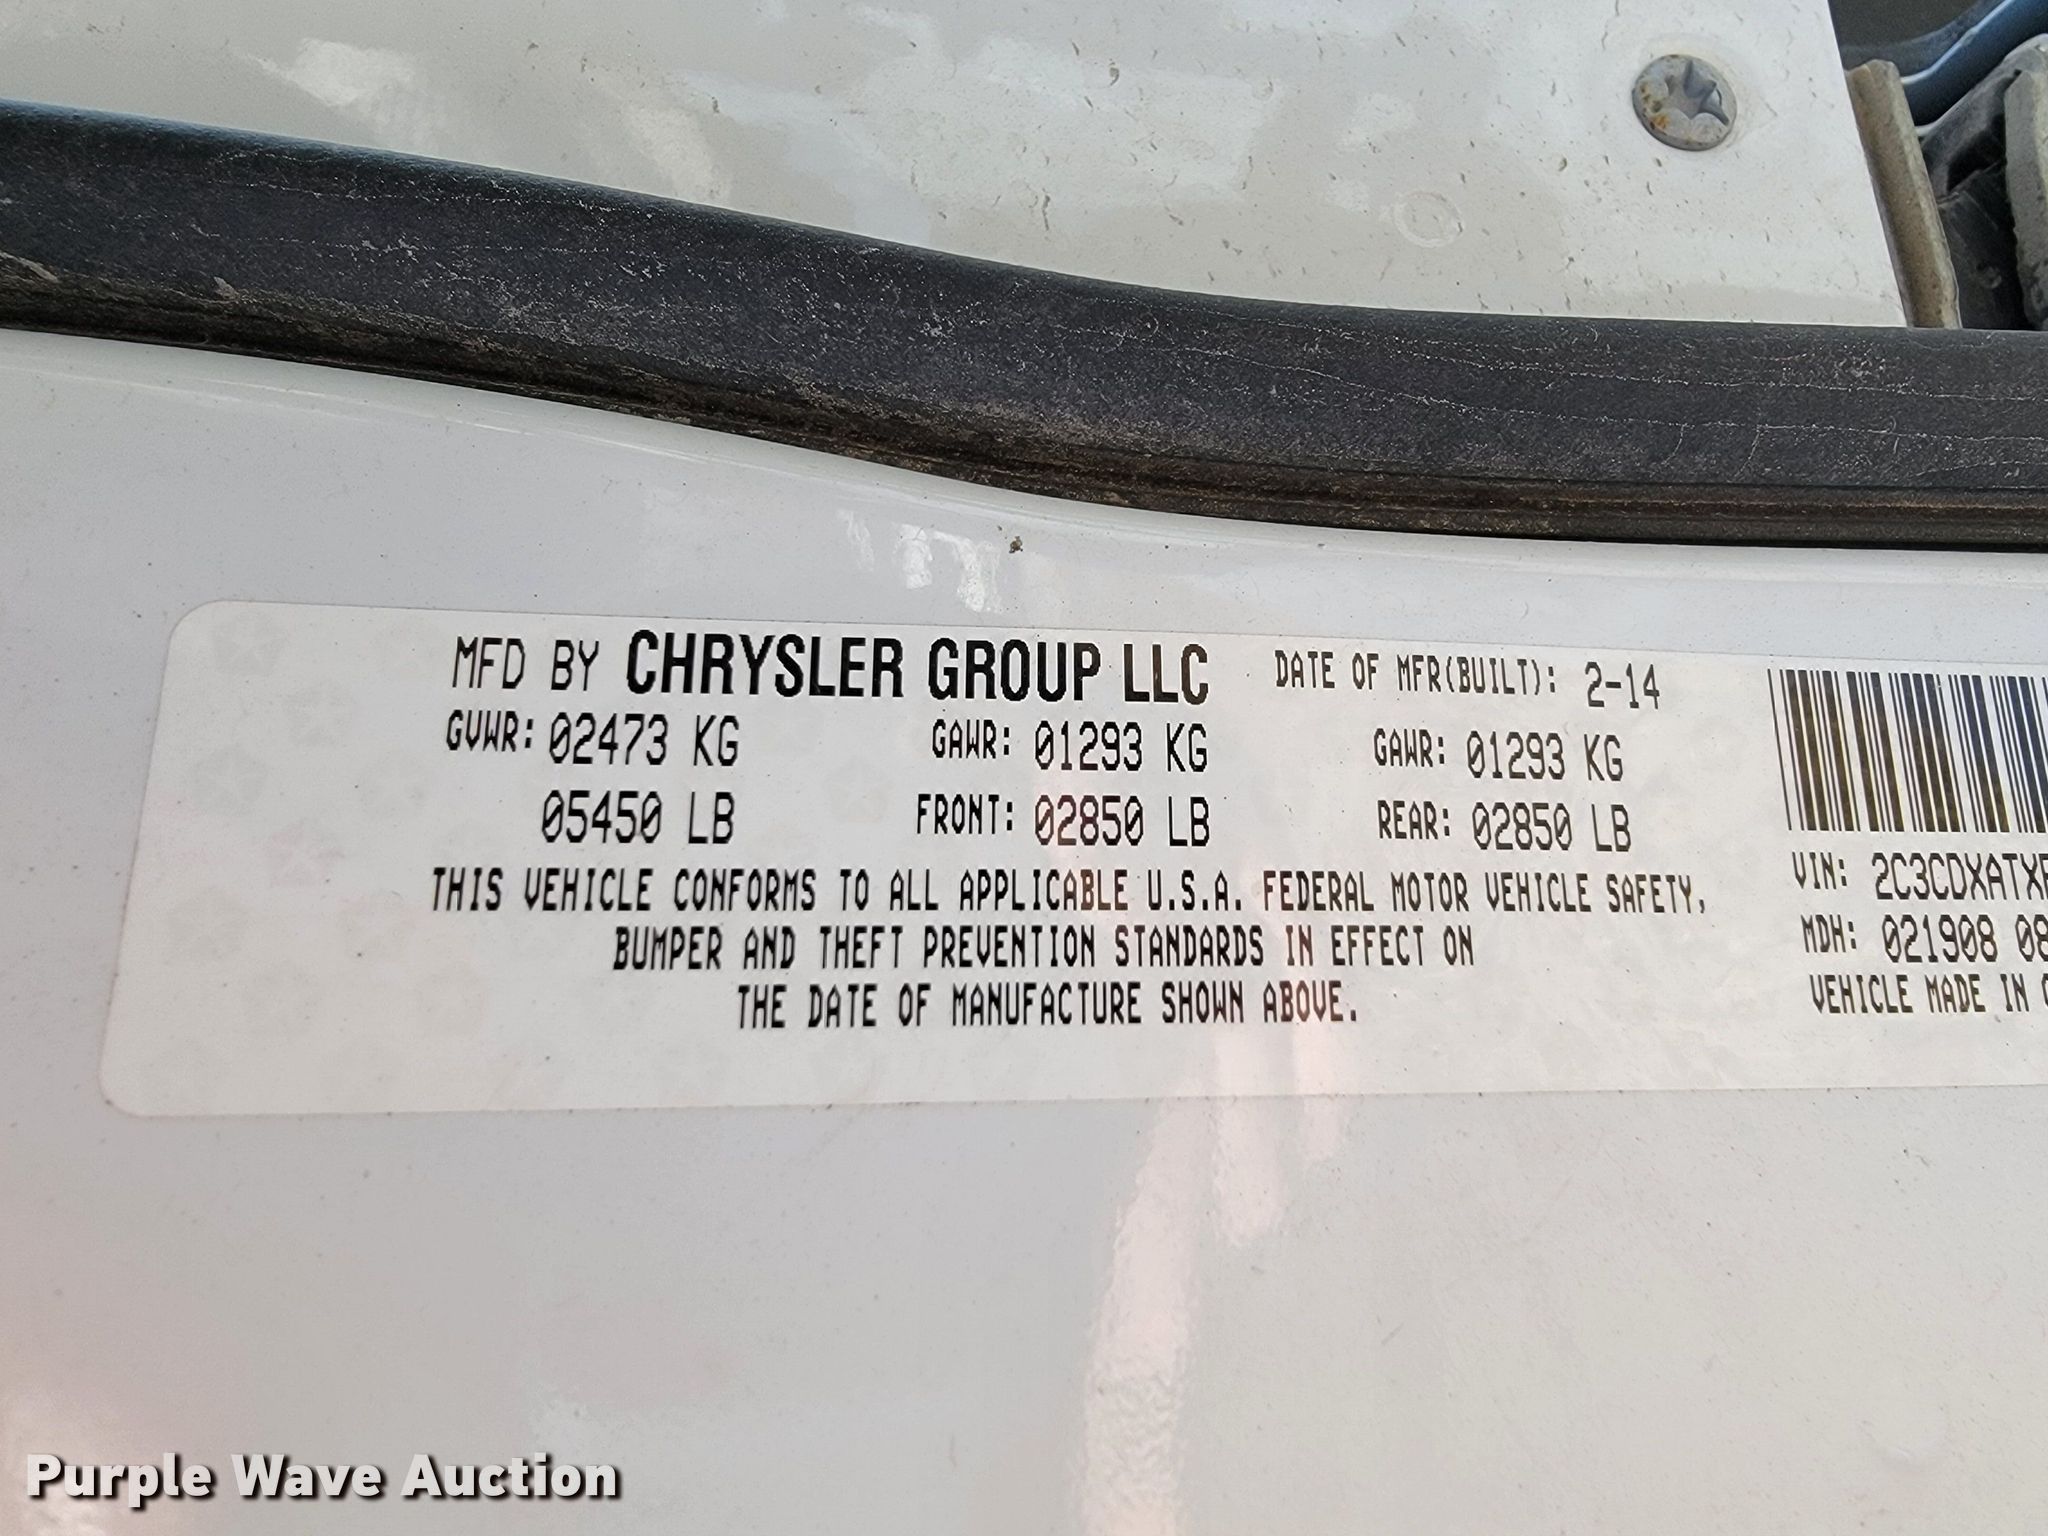 MFD BY CHRYSLER GROUP LLC DATE OF MFR(BUILT): 2-14
GVWR: 02473 KG GAWR: 01293 KG GAWR: 01293 KG
05450 LB FRONT: 02850 LB REAR: 02850 LB
THIS VEHICLE CONFORMS TO ALL APPLICABLE U.S.A. FEDERAL MOTOR VEHICLE SAFETY,
BUMPER AND THEFT PREVENTION STANDARDS IN EFFECT ON
THE DATE OF MANUFACTURE SHOWN ABOVE.
VIN: 2C3CDXATX
MDH: 021908 08
VEHICLE MADE IN
Purple Wave Auction